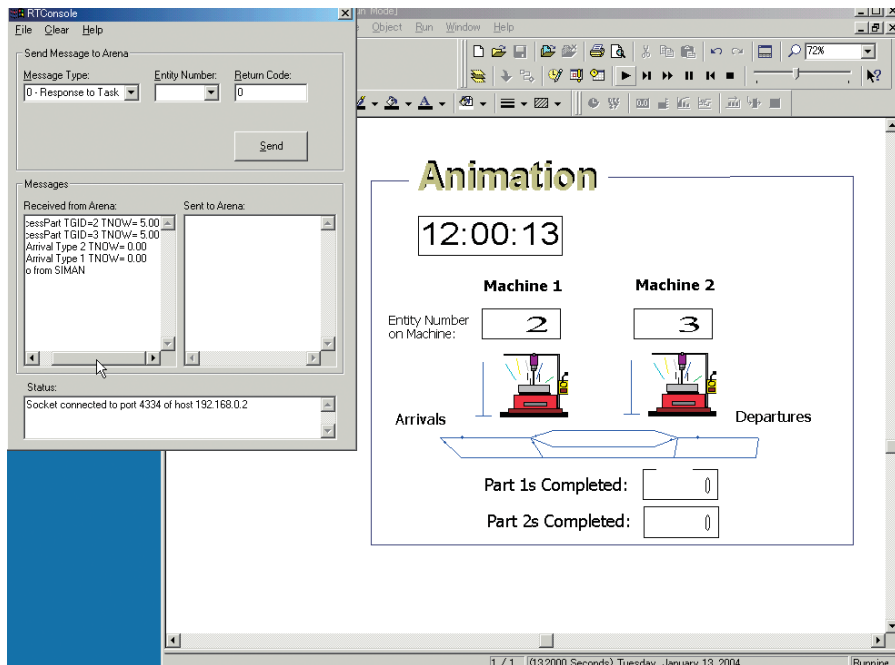 RTConsole
File Clear Help
Send Message to Arena
Message Type: Entity Number: Return Code:
0 - Response to Task 0
Send
Messages
Received from Arena: Sent to Arena:
cessPart TGID=2 TNOW= 5.00
cessPart TGID=3 TNOW= 5.00
Arrival Type 2 TNOW= 0.00
Arrival Type 1 TNOW= 0.00
o from SIMAN
Status:
Socket connected to port 4334 of host 192.168.0.2
Mode)
Object Run Window Help
72%
Animation
12:00:13
Machine 1 Machine 2
Entity Number
on Machine:
2 3
Arrivals Departures
Part 1s Completed: 0
Part 2s Completed: 0
1 / 1 (13.2000 Seconds) Tuesday, January 13, 2004 Running